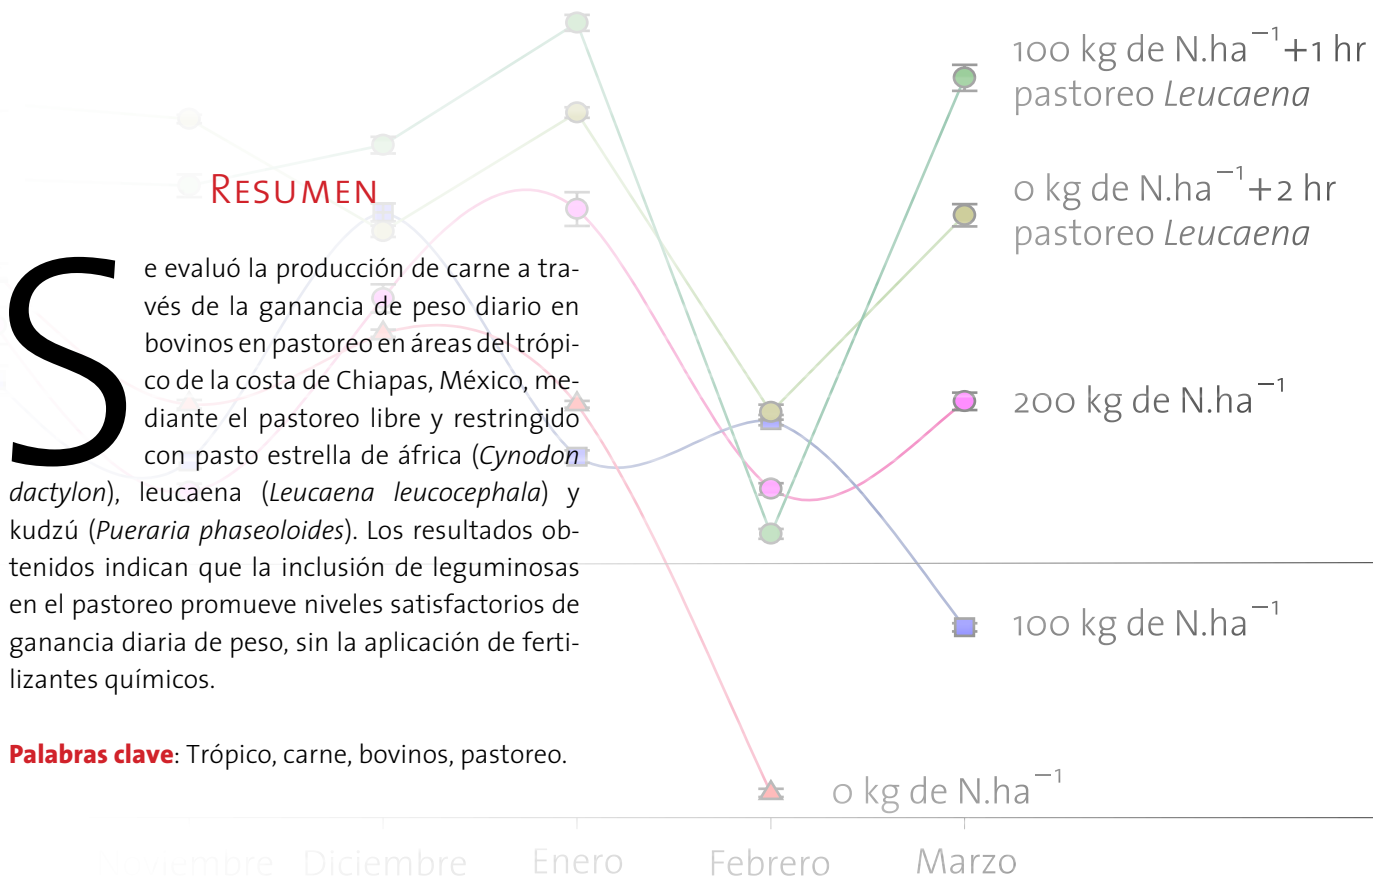 RESUMEN
Se evaluó la producción de carne a tra-
vés de la ganancia de peso diario en
bovinos en pastoreo en áreas del trópi-
co de la costa de Chiapas, México, me-
diante el pastoreo libre y restringido
con pasto estrella de áfrica (Cynodon
dactylon), leucaena (Leucaena leucocephala) y
kudzú (Pueraria phaseoloides). Los resultados ob-
tenidos indican que la inclusión de leguminosas
en el pastoreo promueve niveles satisfactorios de
ganancia diaria de peso, sin la aplicación de ferti-
lizantes químicos.
Palabras clave: Trópico, carne, bovinos, pastoreo.
100 kg de N.ha⁻¹+1 hr
pastoreo Leucaena
0 kg de N.ha⁻¹+2 hr
pastoreo Leucaena
200 kg de N.ha⁻¹
100 kg de N.ha⁻¹
0 kg de N.ha⁻¹
Noviembre Diciembre Enero Febrero Marzo